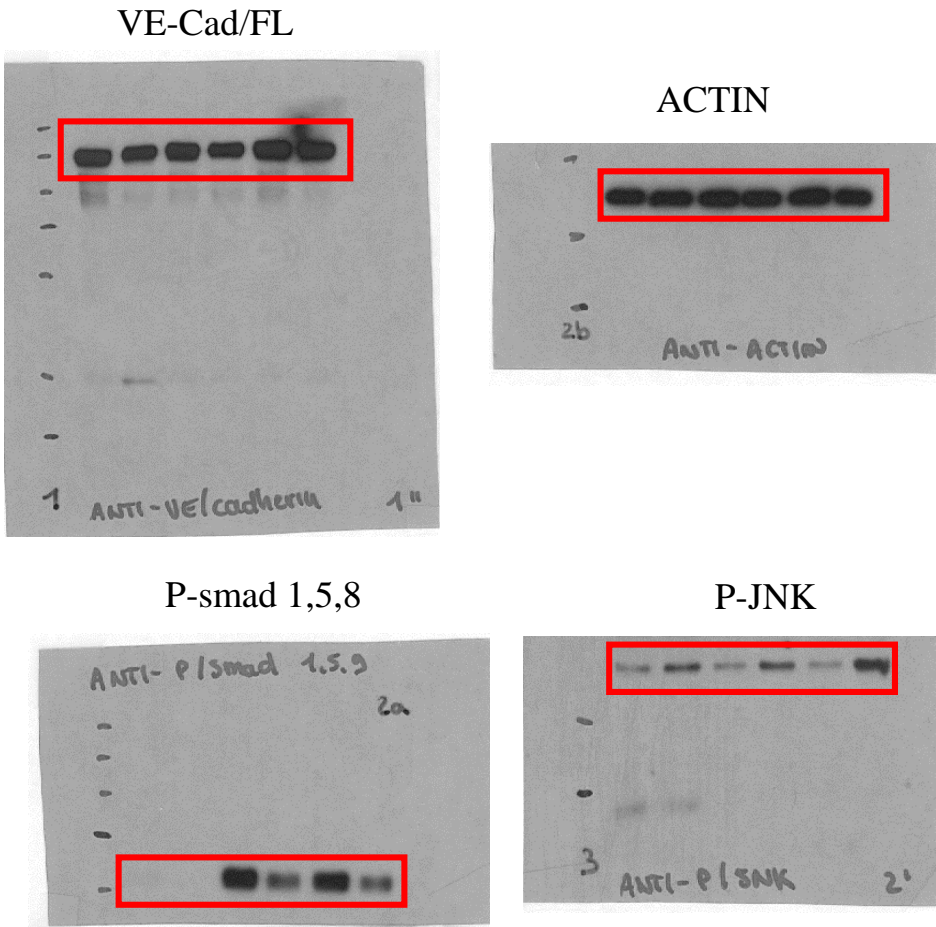 VE-Cad/FL
1 ANTI-VE/cadherin 1"
ACTIN
2b
ANTI-ACTION
P-smad 1,5,8
ANTI-P/Smad 1.5.9
2a
P-JNK
3
ANTI-P/JNK 2'